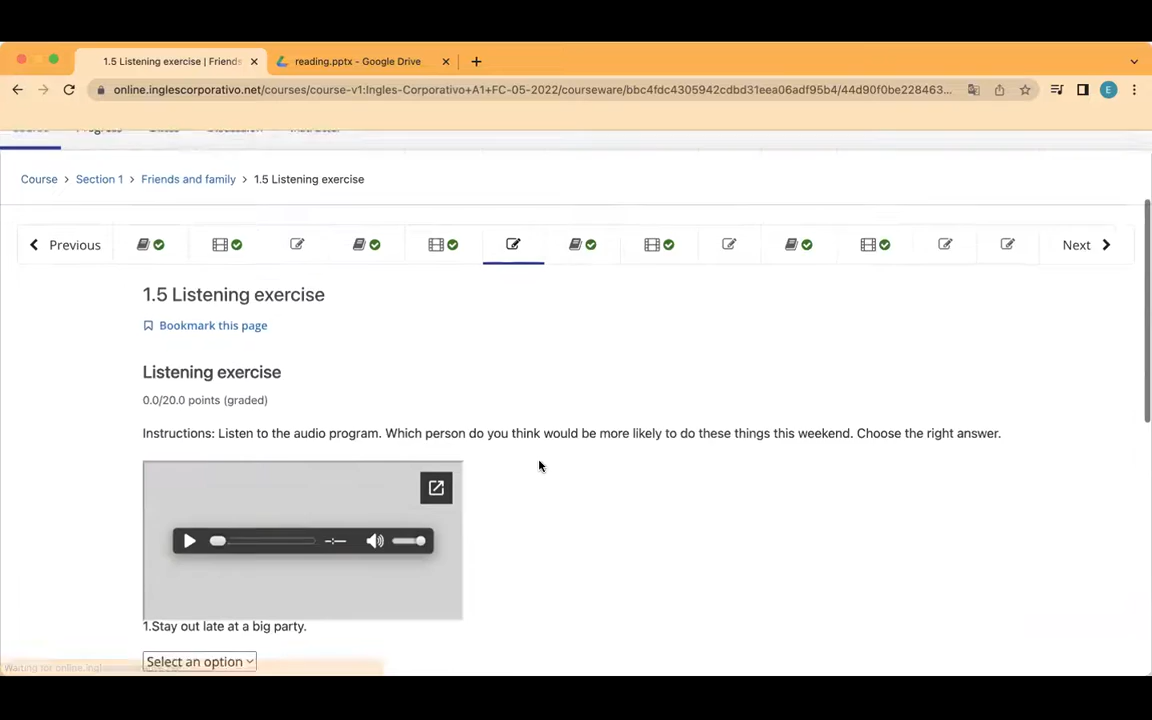 1.5 Listening exercise | Friends
reading.pptx - Google Drive
online.inglescorporativo.net/courses/course-v1:Ingles-Corporativo+A1+FC-05-2022/courseware/bbc4fdc4305942cdbd31eea06adf95b4/44d90f0be228463...
E
Course > Section 1 > Friends and family > 1.5 Listening exercise
Previous
Next
1.5 Listening exercise
Bookmark this page
Listening exercise
0.0/20.0 points (graded)
Instructions: Listen to the audio program. Which person do you think would be more likely to do these things this weekend. Choose the right answer.
-:--
1.Stay out late at a big party.
Select an option
Waiting for online.ingl